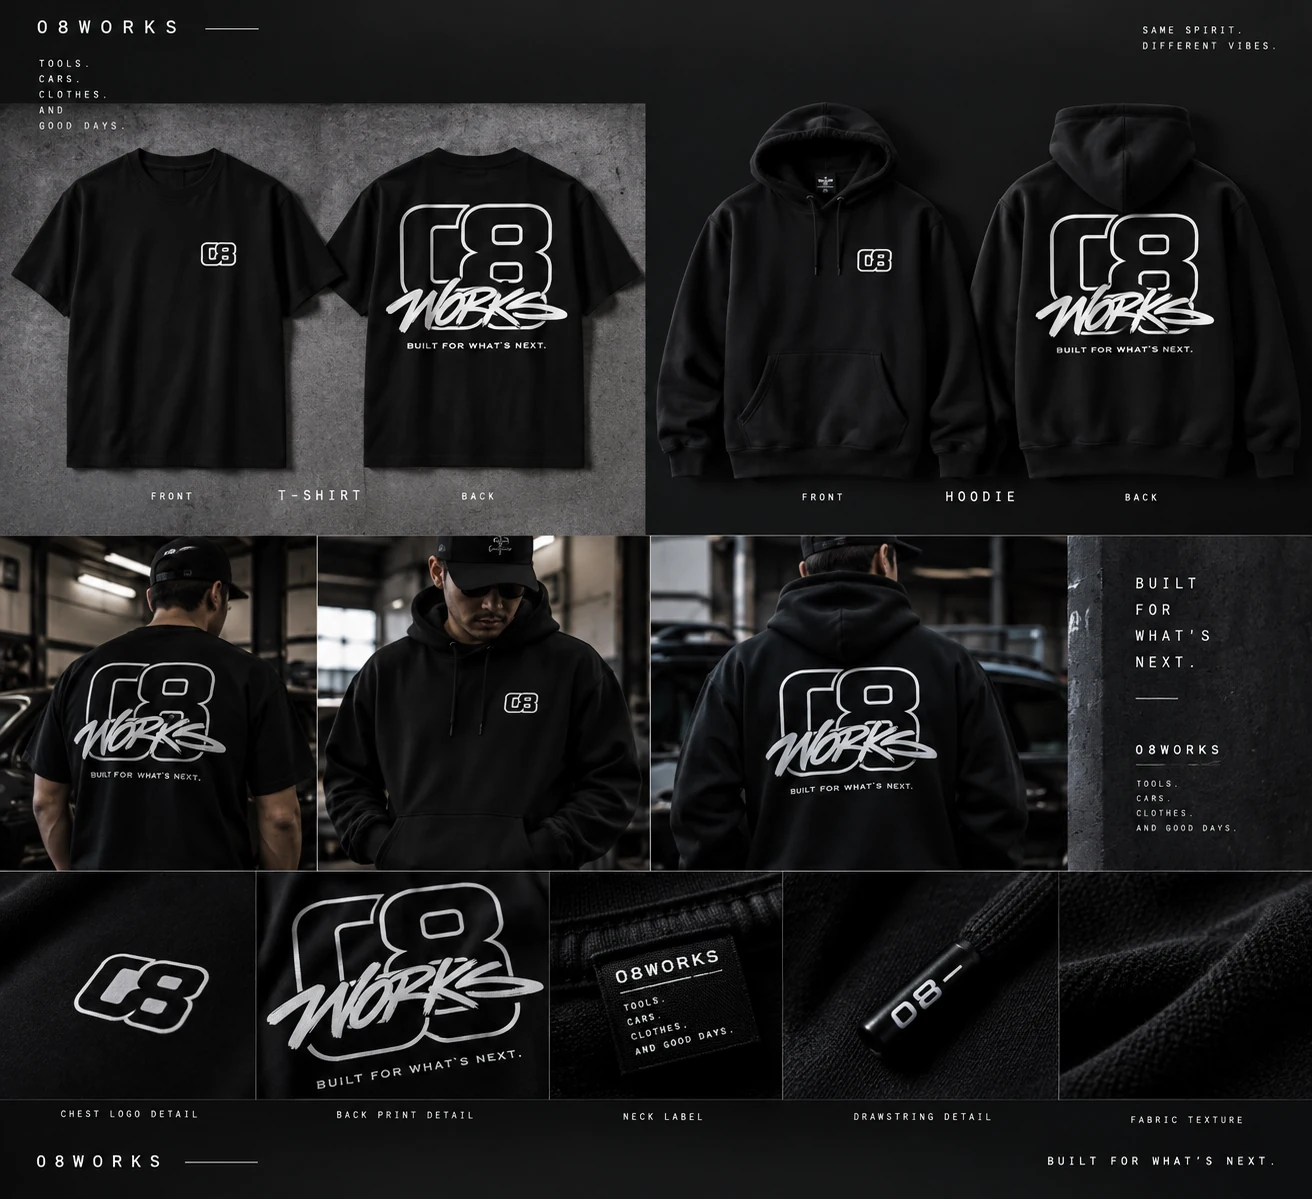 08WORKS
TOOLS.
CARS.
CLOTHES.
AND
GOOD DAYS.
SAME SPIRIT.
DIFFERENT VIBES.
08
08
WORKS
BUILT FOR WHAT'S NEXT.
FRONT
T-SHIRT
BACK
08
08
WORKS
BUILT FOR WHAT'S NEXT.
FRONT
HOODIE
BACK
08
WORKS
BUILT FOR WHAT'S NEXT.
08
08
WORKS
BUILT FOR WHAT'S NEXT.
BUILT
FOR
WHAT'S
NEXT.
08WORKS
TOOLS.
CARS.
CLOTHES.
AND GOOD DAYS.
08
08
WORKS
BUILT FOR WHAT'S NEXT.
08WORKS
TOOLS.
CARS.
CLOTHES.
AND GOOD DAYS.
08
CHEST LOGO DETAIL
BACK PRINT DETAIL
NECK LABEL
DRAWSTRING DETAIL
FABRIC TEXTURE
08WORKS
BUILT FOR WHAT'S NEXT.